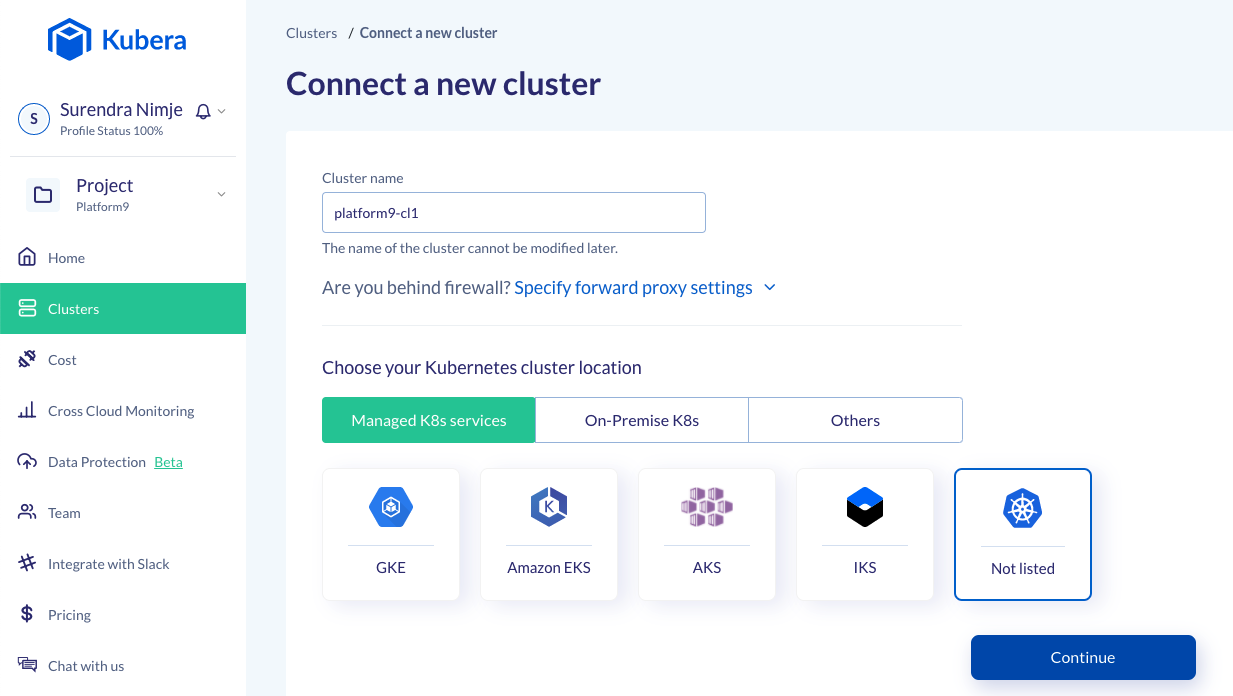 Kubera
S
Surendra Nimje
Profile Status 100%
Project
Platform9
Home
Clusters
Cost
Cross Cloud Monitoring
Data Protection Beta
Team
Integrate with Slack
Pricing
Chat with us
Clusters / Connect a new cluster
Connect a new cluster
Cluster name
platform9-cl1
The name of the cluster cannot be modified later.
Are you behind firewall? Specify forward proxy settings
Choose your Kubernetes cluster location
Managed K8s services
On-Premise K8s
Others
GKE
K
Amazon EKS
AKS
IKS
Not listed
Continue